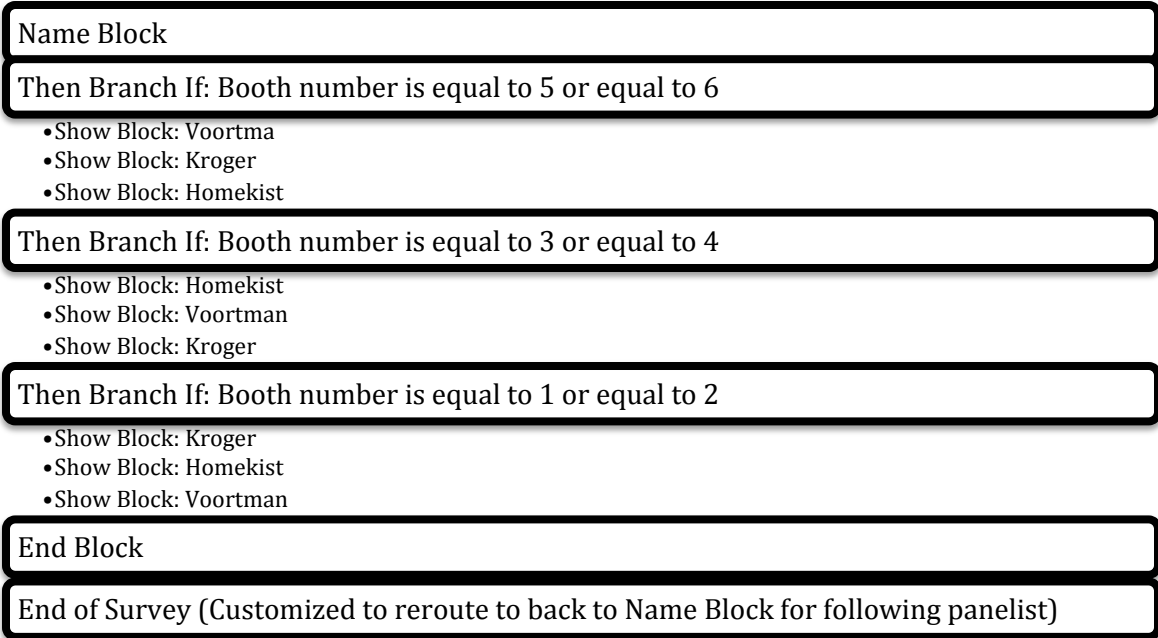 Name Block
Then Branch If: Booth number is equal to 5 or equal to 6
•Show Block: Voortma
•Show Block: Kroger
•Show Block: Homekist
Then Branch If: Booth number is equal to 3 or equal to 4
•Show Block: Homekist
•Show Block: Voortman
•Show Block: Kroger
Then Branch If: Booth number is equal to 1 or equal to 2
•Show Block: Kroger
•Show Block: Homekist
•Show Block: Voortman
End Block
End of Survey (Customized to reroute to back to Name Block for following panelist)